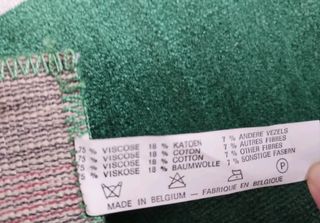 75 % VISCOSE 18 % KATOEN 7 % ANDERE VEZELS
75 % VISCOSE 18 % COTON 7 % AUTRES FIBRES
75 % VISCOSE 18 % COTTON 7 % OTHER FIBRES
5 % VISKOSE 18 % BAUMWOLLE 7 % SONSTIGE FASERN
P
MADE IN BELGIUM – FABRIQUE EN BELGIQUE